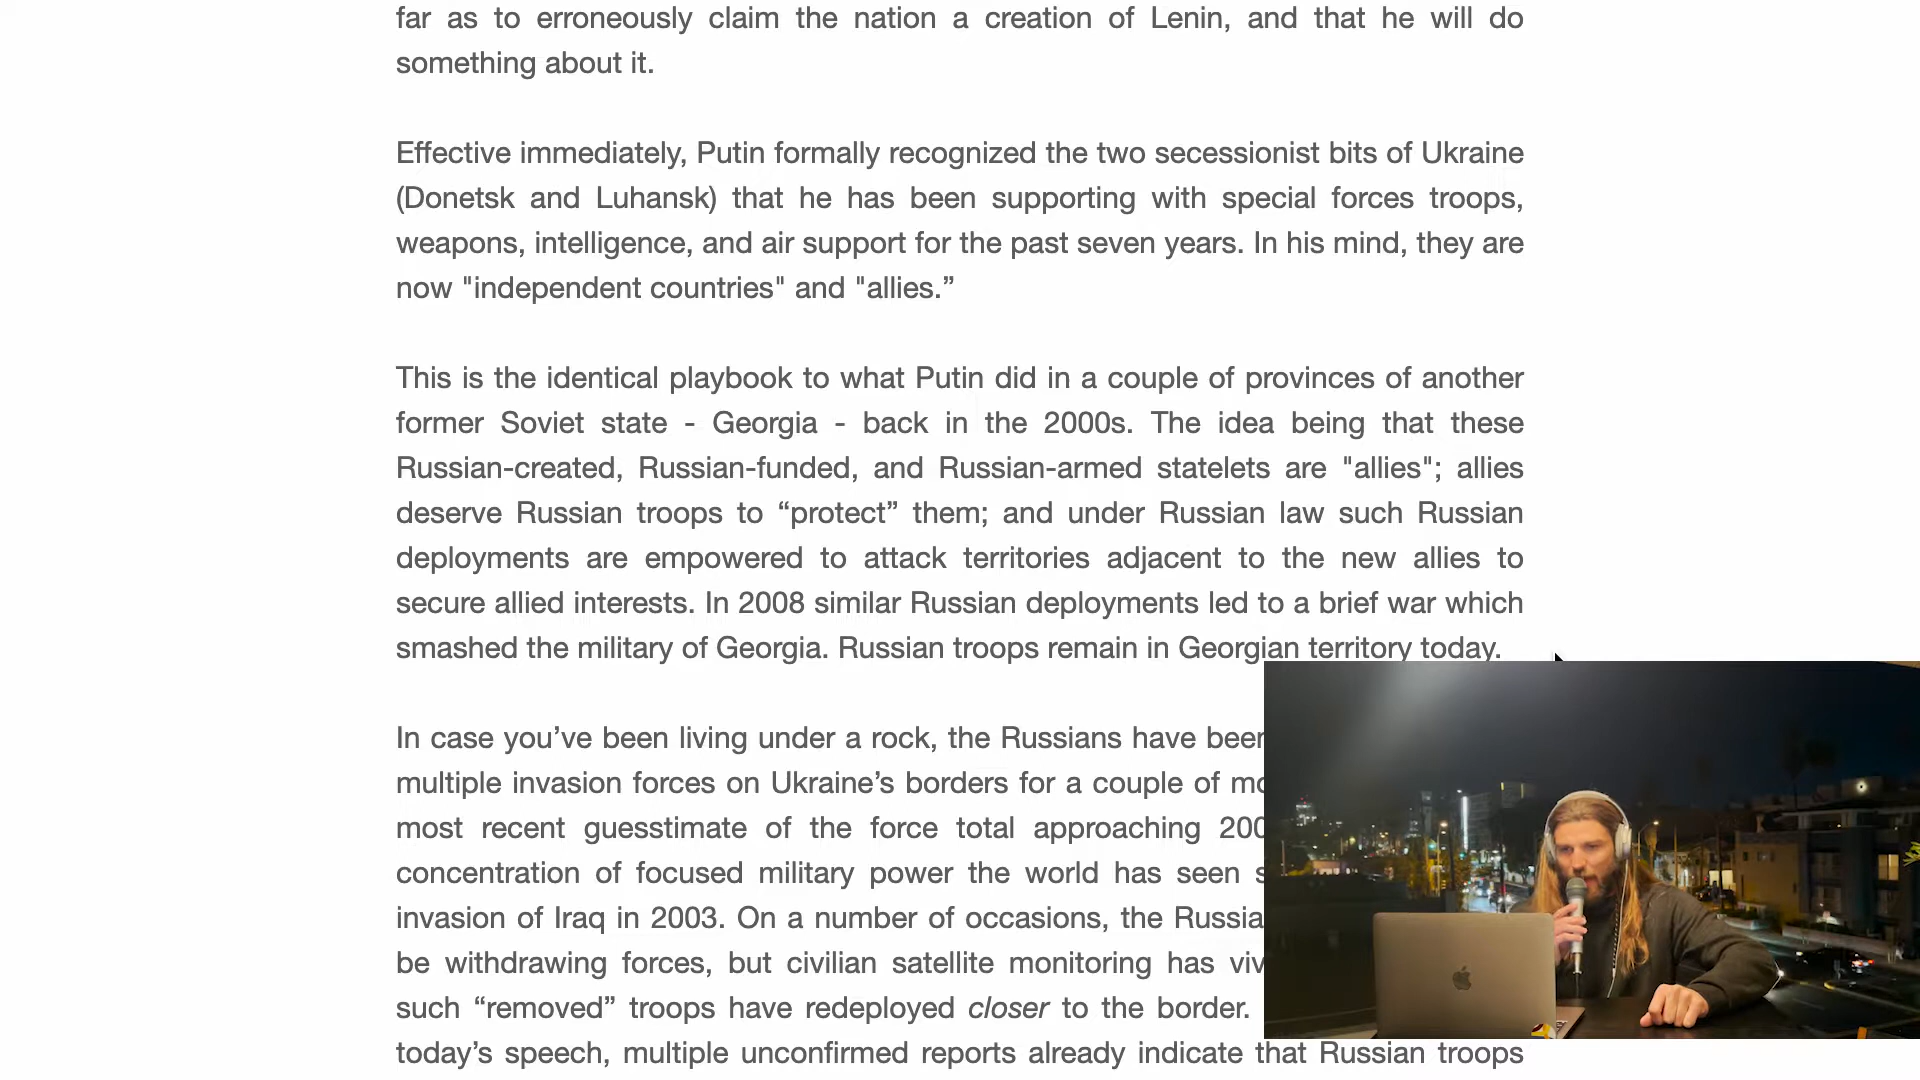 far as to erroneously claim the nation a creation of Lenin, and that he will do
something about it.
Effective immediately, Putin formally recognized the two secessionist bits of Ukraine
(Donetsk and Luhansk) that he has been supporting with special forces troops,
weapons, intelligence, and air support for the past seven years. In his mind, they are
now "independent countries" and "allies.”
This is the identical playbook to what Putin did in a couple of provinces of another
former Soviet state - Georgia - back in the 2000s. The idea being that these
Russian-created, Russian-funded, and Russian-armed statelets are "allies"; allies
deserve Russian troops to “protect” them; and under Russian law such Russian
deployments are empowered to attack territories adjacent to the new allies to
secure allied interests. In 2008 similar Russian deployments led to a brief war which
smashed the military of Georgia. Russian troops remain in Georgian territory today.
In case you’ve been living under a rock, the Russians have been
multiple invasion forces on Ukraine’s borders for a couple of
most recent guesstimate of the force total approaching
concentration of focused military power the world has seen
invasion of Iraq in 2003. On a number of occasions, the
be withdrawing forces, but civilian satellite monitoring has
such “removed” troops have redeployed closer to the border.
today’s speech, multiple unconfirmed reports already indicate that Russian troops